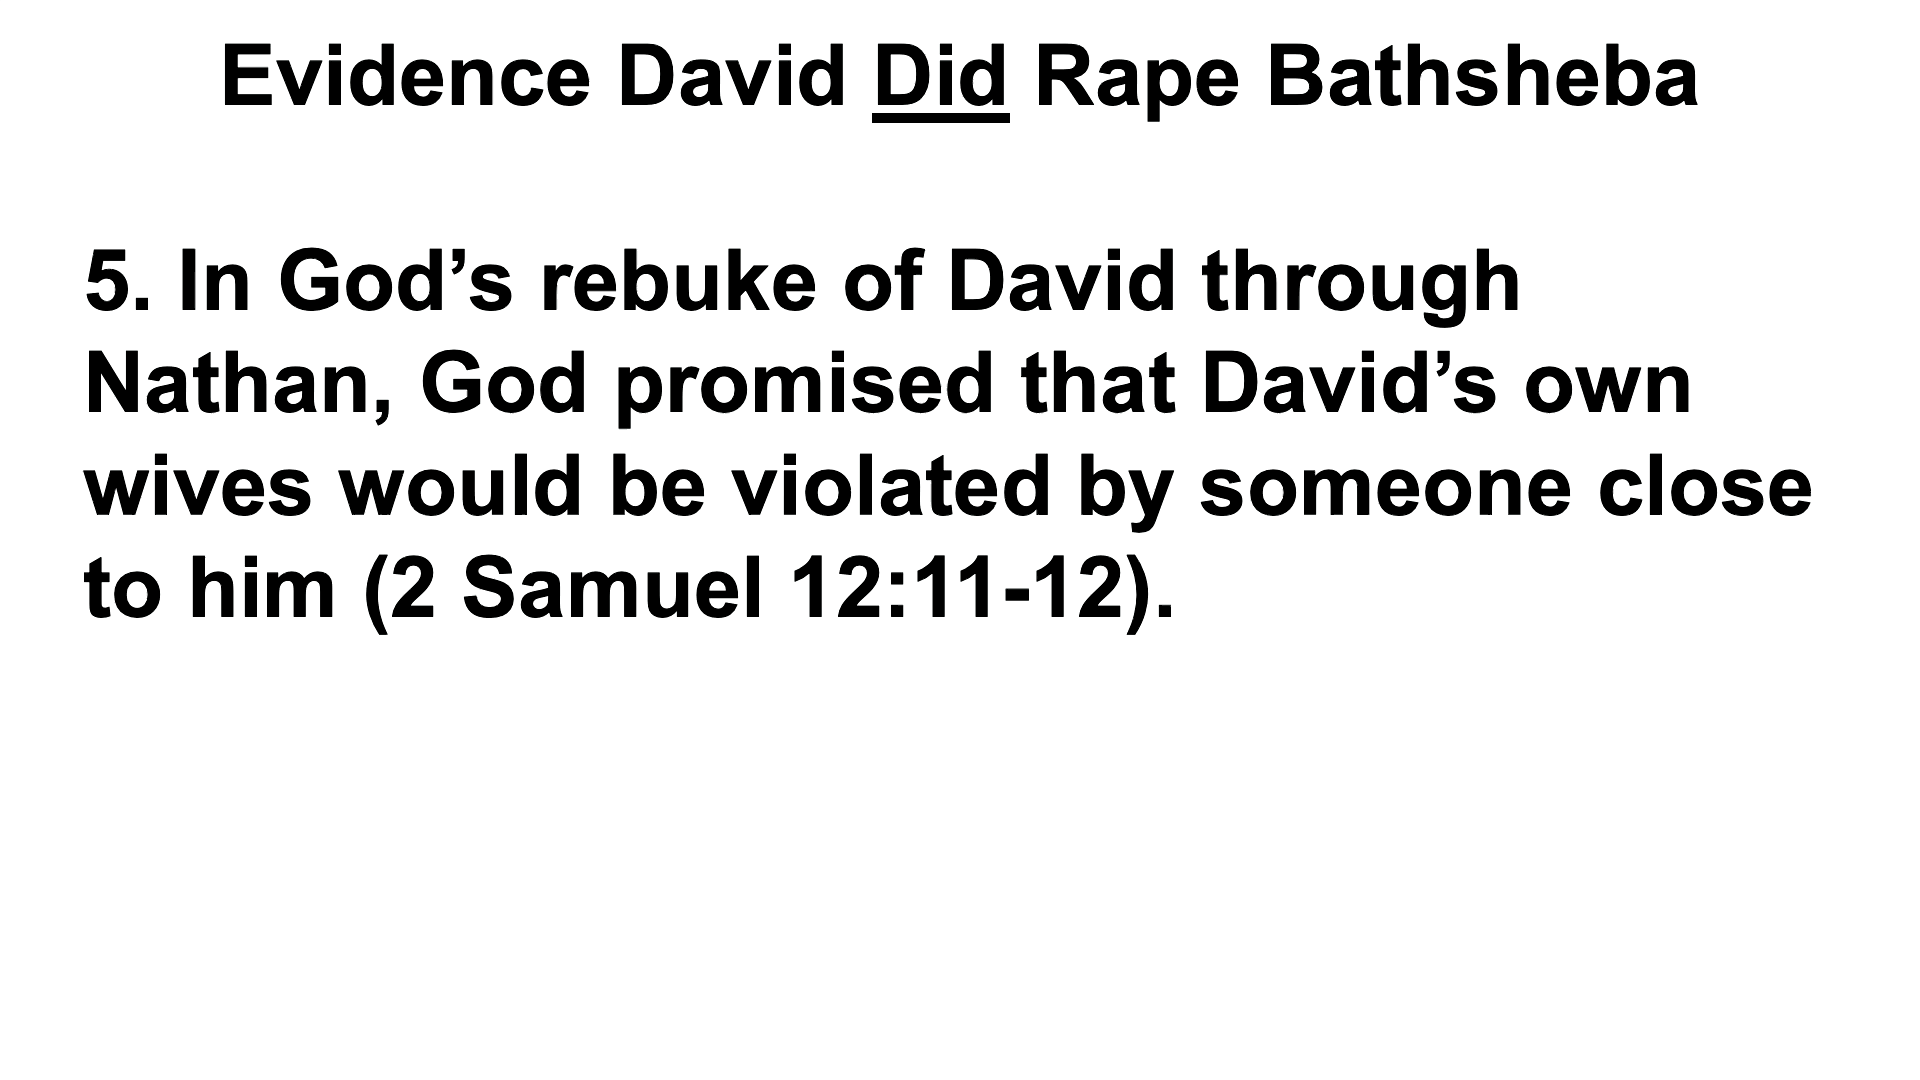 Evidence David Did Rape Bathsheba
5. In God’s rebuke of David through
Nathan, God promised that David’s own
wives would be violated by someone close
to him (2 Samuel 12:11-12).